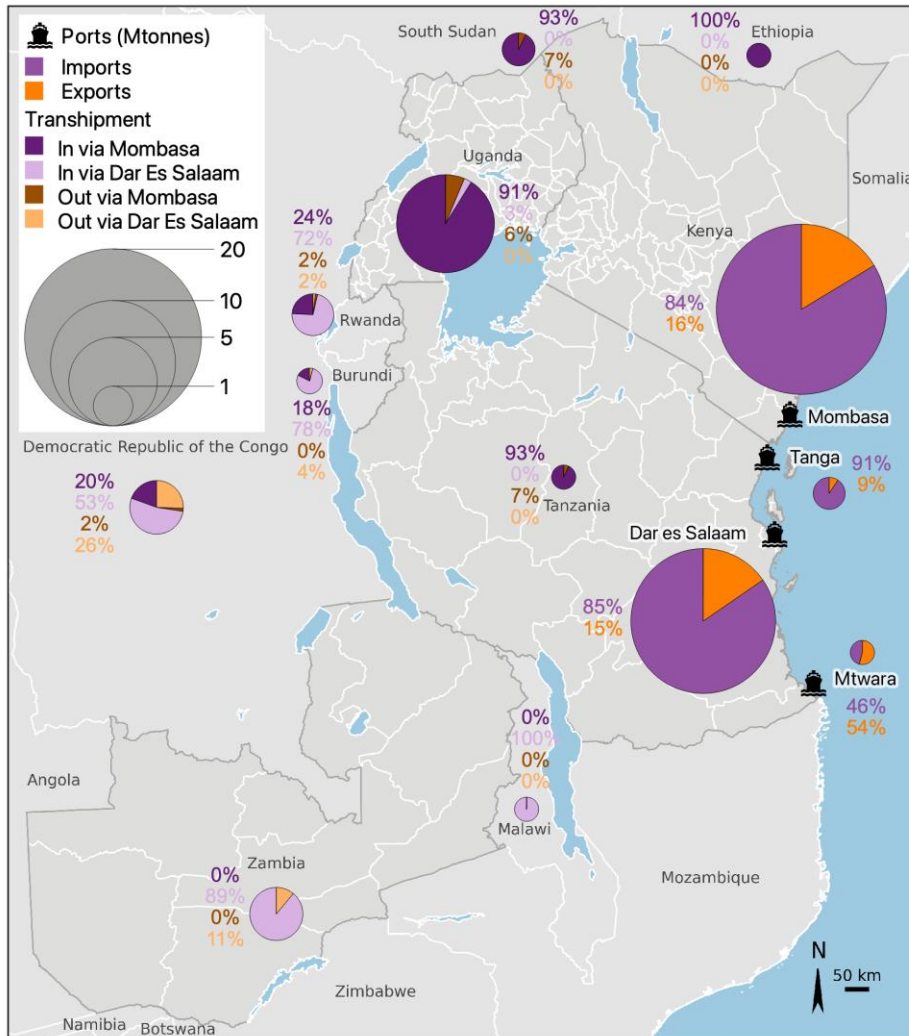 Ports (Mtonnes)
Imports
Exports
Transhipment
In via Mombasa
In via Dar Es Salaam
Out via Mombasa
Out via Dar Es Salaam
20
10
5
1
South Sudan
93%
0%
7%
0%
100%
0%
0%
0%
Ethiopia
Uganda
91%
3%
6%
0%
Somalia
Kenya
84%
16%
24%
72%
2%
2%
Rwanda
Burundi
18%
78%
0%
4%
Mombasa
Tanga
91%
9%
Democratic Republic of the Congo
20%
53%
2%
26%
93%
0%
7%
0%
Tanzania
Dar es Salaam
85%
15%
Mtwara
46%
54%
0%
100%
0%
0%
Malawi
Angola
Zambia
0%
89%
0%
11%
Mozambique
Zimbabwe
Namibia
Botswana
N
50 km